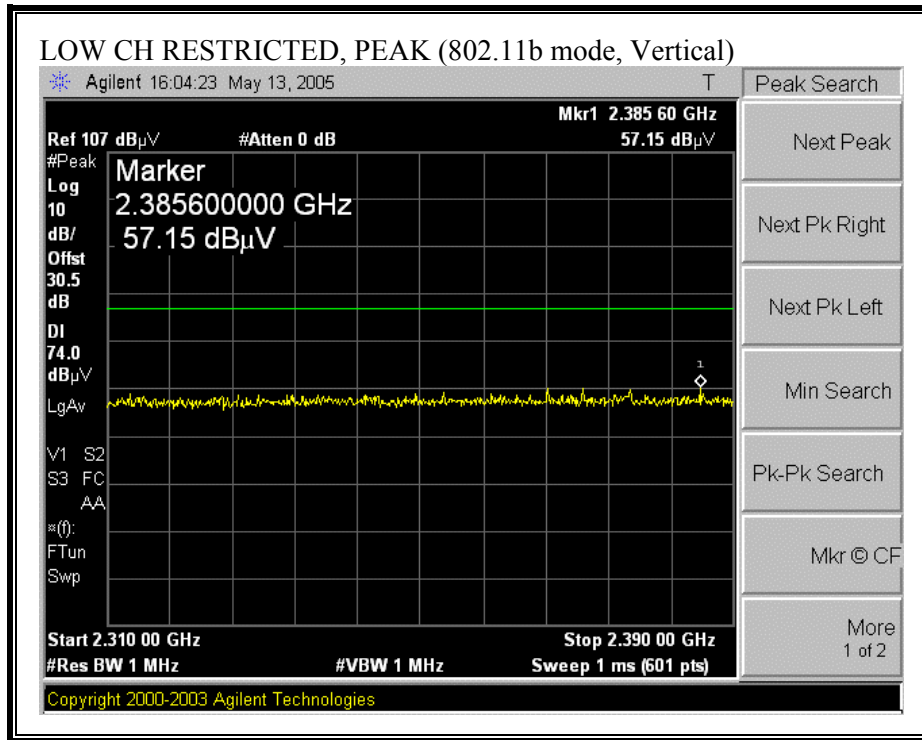 LOW CH RESTRICTED, PEAK (802.11b mode, Vertical)
Agilent 16:04:23 May 13, 2005 T
Peak Search
Mkr1 2.385 60 GHz
Ref 107 dBµV #Atten 0 dB 57.15 dBµV
#Peak
Log
10
dB/
Offst
30.5
dB
DI
74.0
dBµV
LgAv
V1 S2
S3 FC
AA
¤(f):
FTun
Swp
Marker
2.385600000 GHz
57.15 dBµV
1
Start 2.310 00 GHz Stop 2.390 00 GHz
#Res BW 1 MHz #VBW 1 MHz Sweep 1 ms (601 pts)
Copyright 2000-2003 Agilent Technologies
Next Peak
Next Pk Right
Next Pk Left
Min Search
Pk-Pk Search
Mkr © CF
More
1 of 2